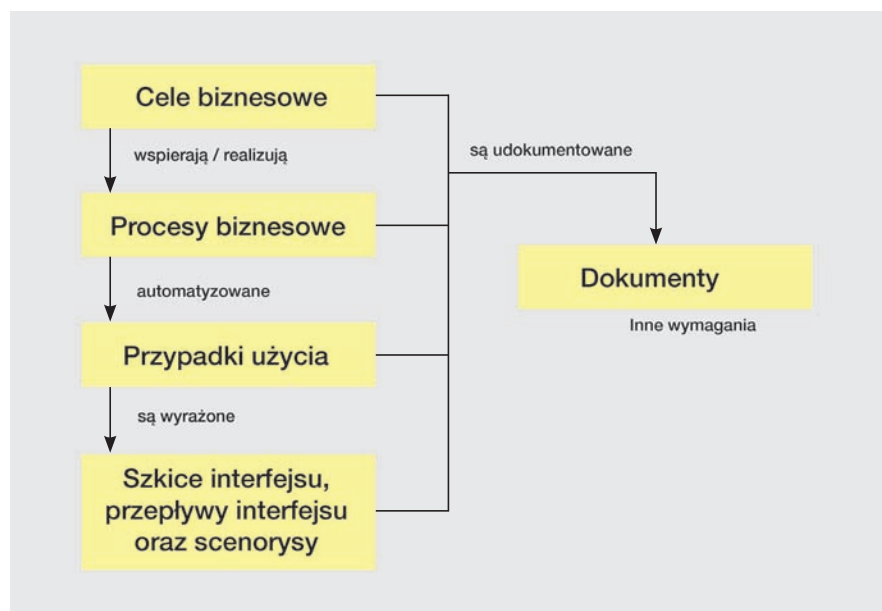 Cele biznesowe
wspierają / realizują
są udokumentowane
Procesy biznesowe
Dokumenty
automatyzowane
Inne wymagania
Przypadki użycia
są wyrażone
Szkice interfejsu,
przepływy interfejsu
oraz scenorysy